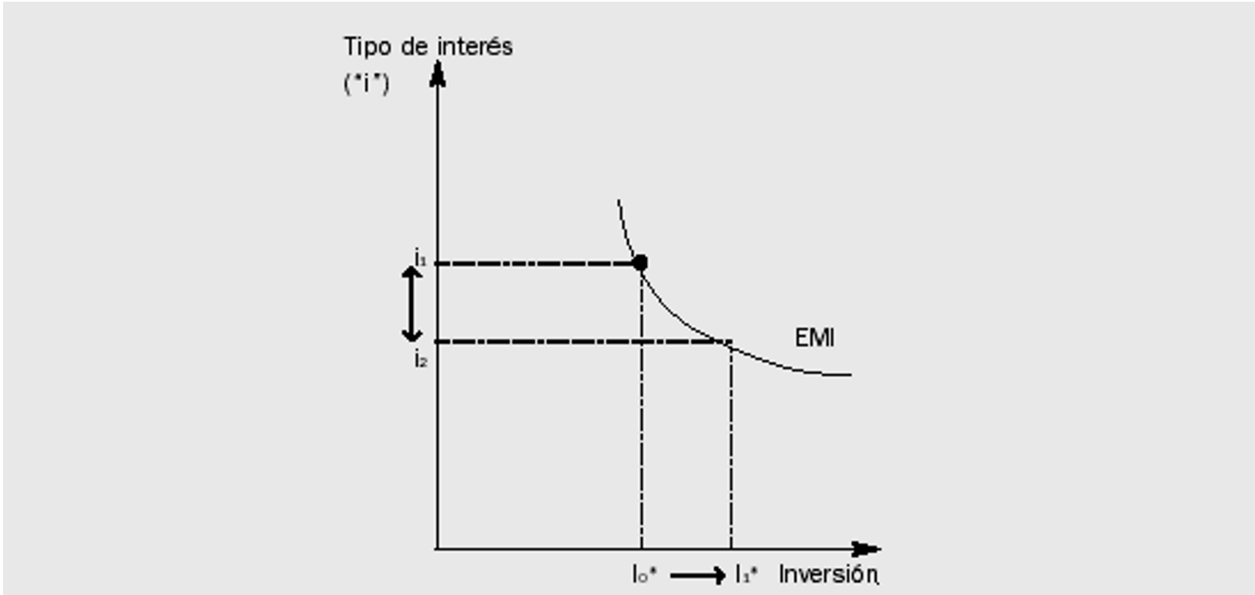 Tipo de interés
("i")
i₁
EMI
i₂
I₀* I₁* Inversión